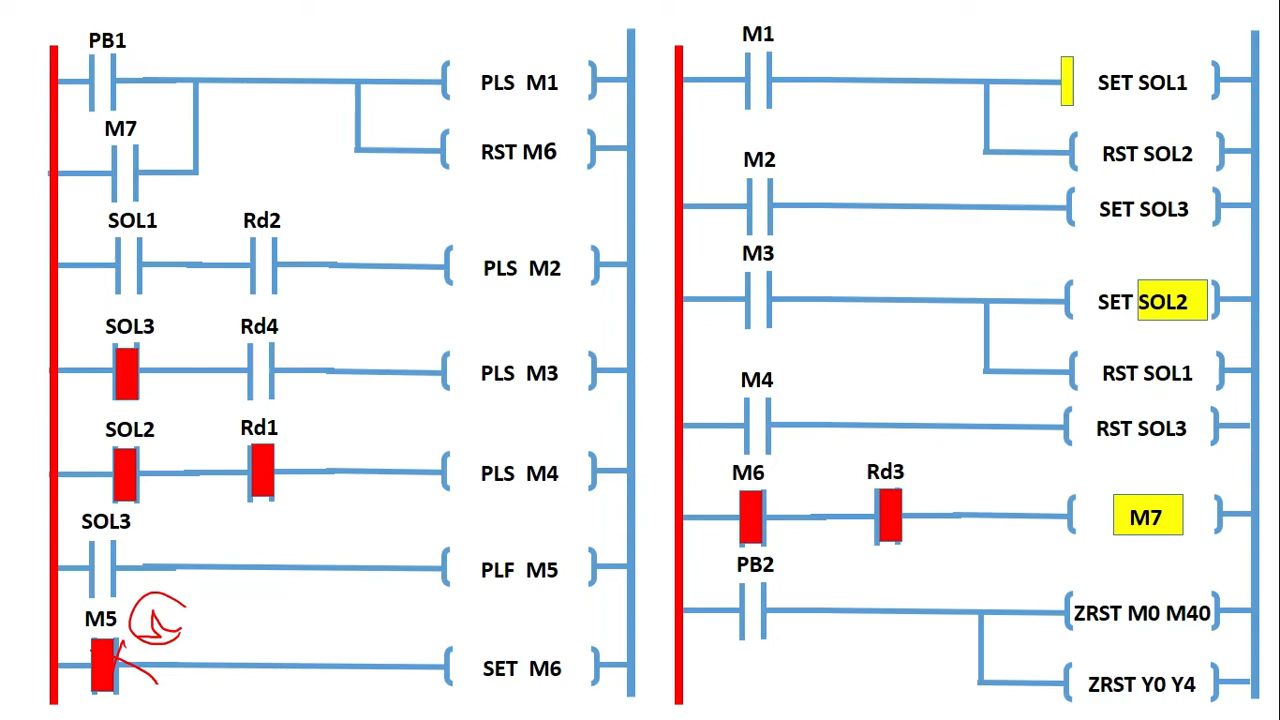 PB1
PLS M1
M7
RST M6
SOL1 Rd2
PLS M2
SOL3 Rd4
PLS M3
SOL2 Rd1
PLS M4
SOL3
PLF M5
M5
SET M6
M1
SET SOL1
RST SOL2
M2
SET SOL3
M3
SET SOL2
RST SOL1
M4
RST SOL3
M6 Rd3
M7
PB2
ZRST M0 M40
ZRST Y0 Y4